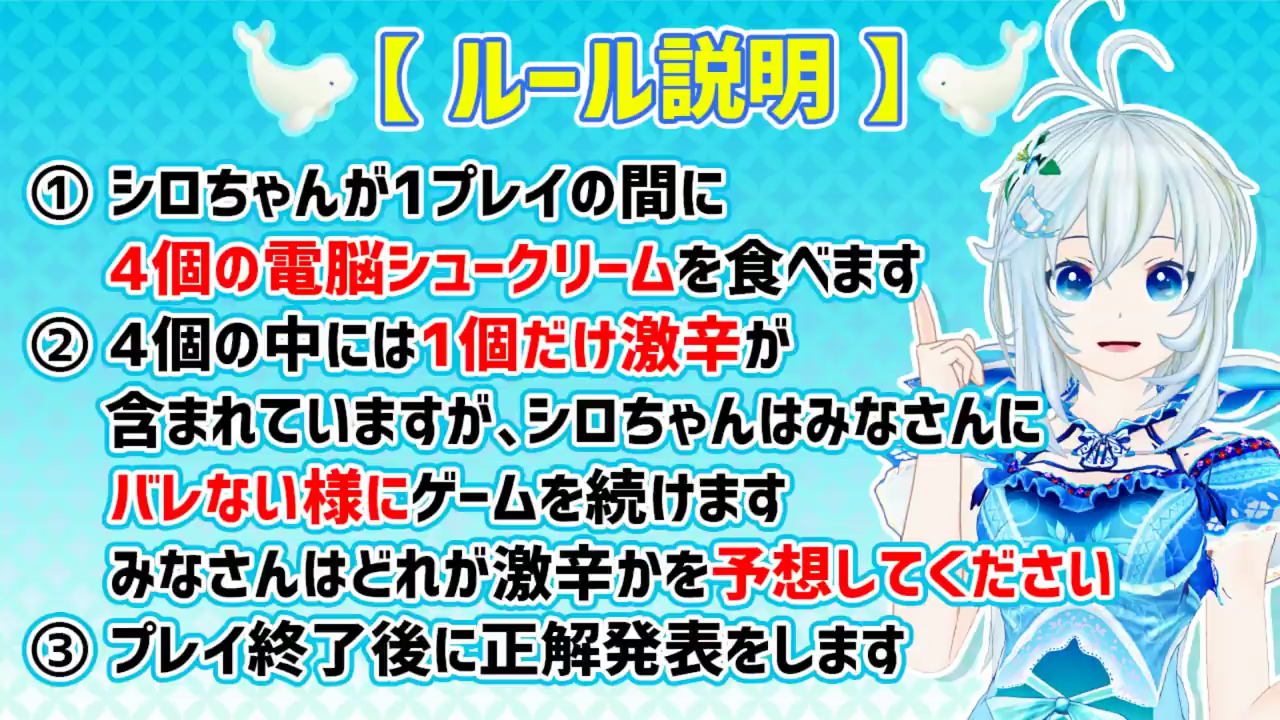 【 ルール説明 】
① シロちゃんが1プレイの間に
4個の電脳シュークリームを食べます
② 4個の中には1個だけ激辛が
含まれていますが、シロちゃんはみなさんに
バレない様にゲームを続けます
みなさんはどれが激辛かを予想してください
③ プレイ終了後に正解発表をします